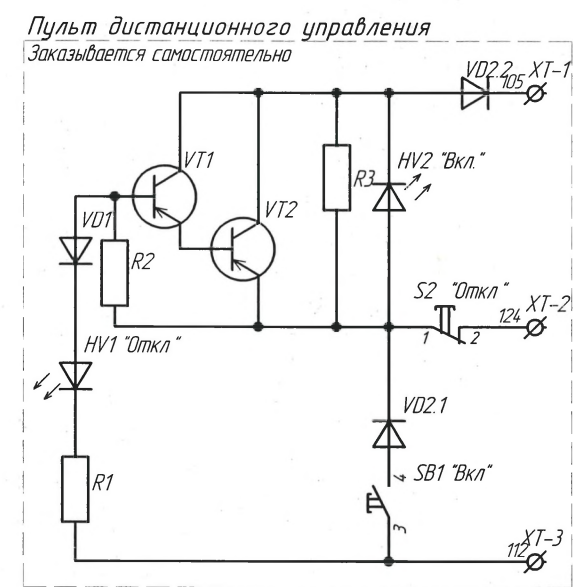 Пульт дистанционного управления
Заказывается самостоятельно
VD2.2
105
XT-1
VT1
HV2 "Вкл."
R3
VT2
VD1
R2
S2 "Откл"
124
XT-2
1
2
HV1 "Откл"
VD2.1
4
SB1 "Вкл"
R1
3
112
XT-3